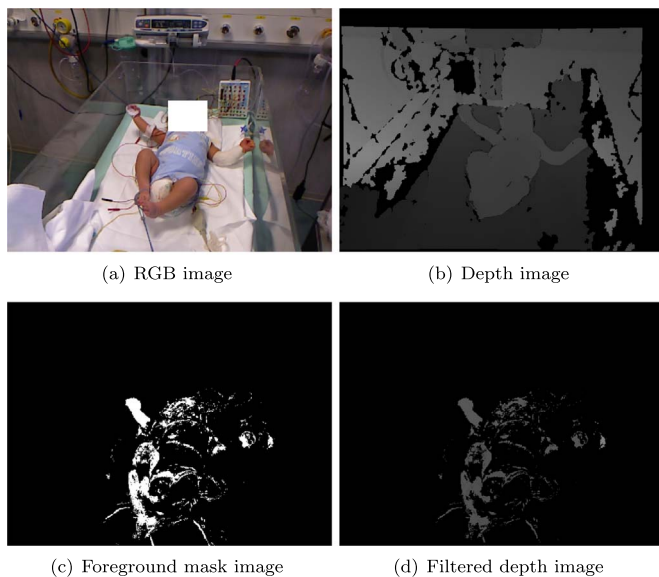 (a) RGB image
(b) Depth image
(c) Foreground mask image
(d) Filtered depth image